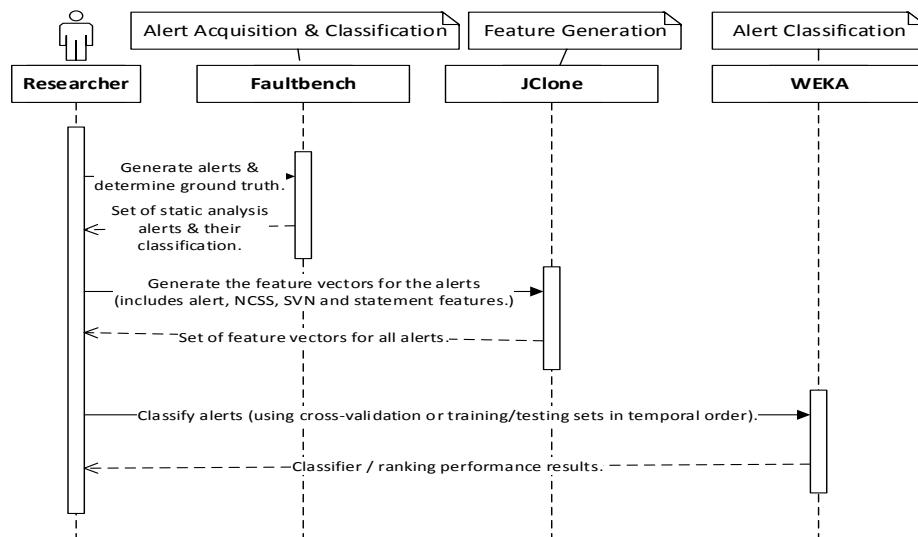 Alert Acquisition & Classification
Feature Generation
Alert Classification
Researcher
Faultbench
JClone
WEKA
Generate alerts &
determine ground truth.
Set of static analysis
alerts & their
classification.
Generate the feature vectors for the alerts
(includes alert, NCSS, SVN and statement features.)
Set of feature vectors for all alerts.
Classify alerts (using cross-validation or training/testing sets in temporal order).
Classifier / ranking performance results.